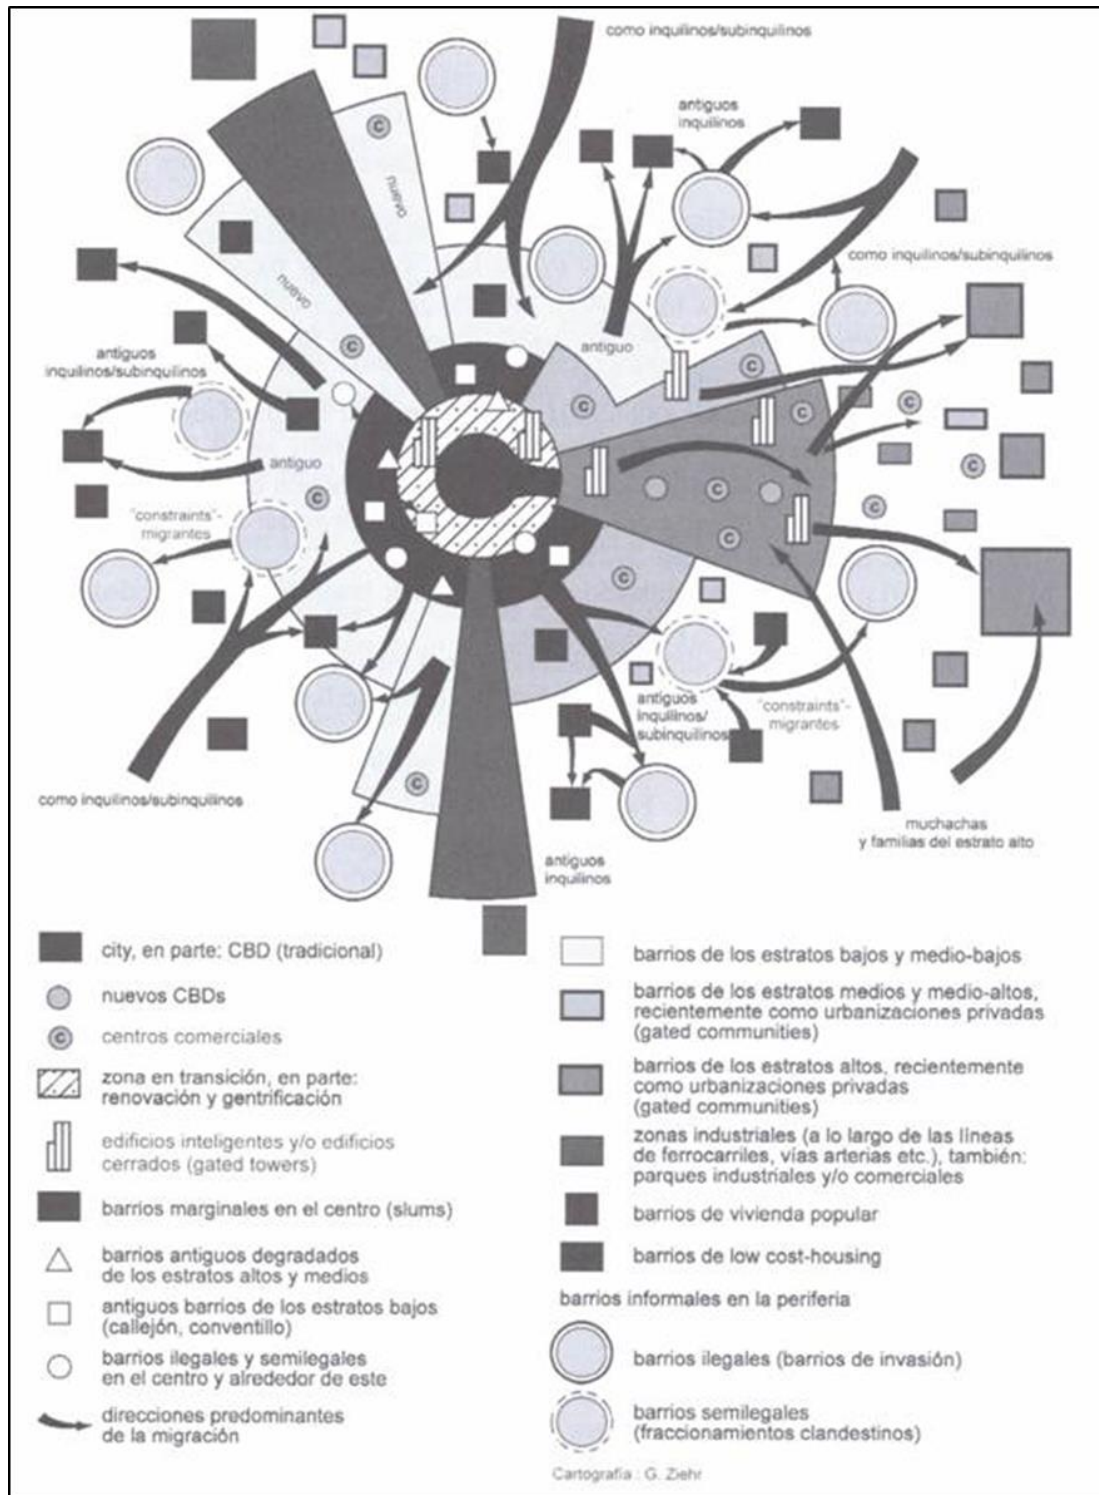 como inquilinos/subinquilinos
antiguos
inquilinos
C
nuevo
como inquilinos/subinquilinos
nuevo
antiguos
inquilinos/subinquilinos
C
antiguo
C
C
C
C
antiguo
C
C
C
"constraints"-
migrantes
C
C
C
antiguos
inquilinos/
subinquilinos
"constraints"-
migrantes
C
como inquilinos/subinquilinos
muchachas
y familias del estrato alto
antiguos
inquilinos
city, en parte: CBD (tradicional)
nuevos CBDs
C
centros comerciales
zona en transición, en parte:
renovación y gentrificación
edificios inteligentes y/o edificios
cerrados (gated towers)
barrios marginales en el centro (slums)
barrios antiguos degradados
de los estratos altos y medios
antiguos barrios de los estratos bajos
(callejón, conventillo)
barrios ilegales y semilegales
en el centro y alrededor de este
direcciones predominantes
de la migración
barrios de los estratos bajos y medio-bajos
barrios de los estratos medios y medio-altos,
recientemente como urbanizaciones privadas
(gated communities)
barrios de los estratos altos, recientemente
como urbanizaciones privadas
(gated communities)
zonas industriales (a lo largo de las líneas
de ferrocarriles, vías arterias etc.), también:
parques industriales y/o comerciales
barrios de vivienda popular
barrios de low cost-housing
barrios informales en la periferia
barrios ilegales (barrios de invasión)
barrios semilegales
(fraccionamientos clandestinos)
Cartografía : G. Ziehr